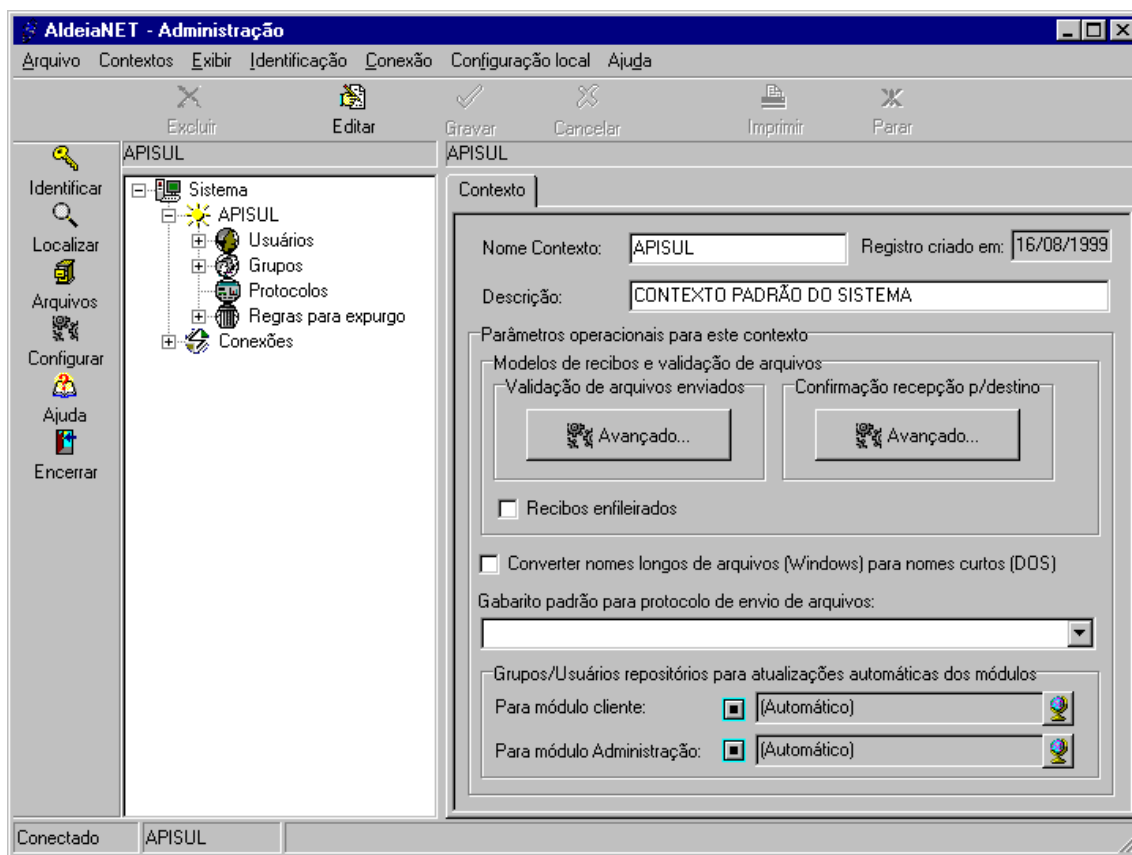 AldeiaNET - Administração
Arquivo Contextos Exibir Identificação Conexão Configuração local Ajuda
Excluir Editar Gravar Cancelar Imprimir Parar
Identificar
Localizar
Arquivos
Configurar
Ajuda
Encerrar
APISUL
Sistema
APISUL
Usuários
Grupos
Protocolos
Regras para expurgo
Conexões
APISUL
Contexto
Nome Contexto: APISUL Registro criado em: 16/08/1999
Descrição: CONTEXTO PADRÃO DO SISTEMA
Parâmetros operacionais para este contexto
Modelos de recibos e validação de arquivos
Validação de arquivos enviados Confirmação recepção p/destino
Avançado... Avançado...
Recibos enfileirados
Converter nomes longos de arquivos (Windows) para nomes curtos (DOS)
Gabarito padrão para protocolo de envio de arquivos:
Grupos/Usuários repositórios para atualizações automáticas dos módulos
Para módulo cliente: (Automático)
Para módulo Administração: (Automático)
Conectado APISUL